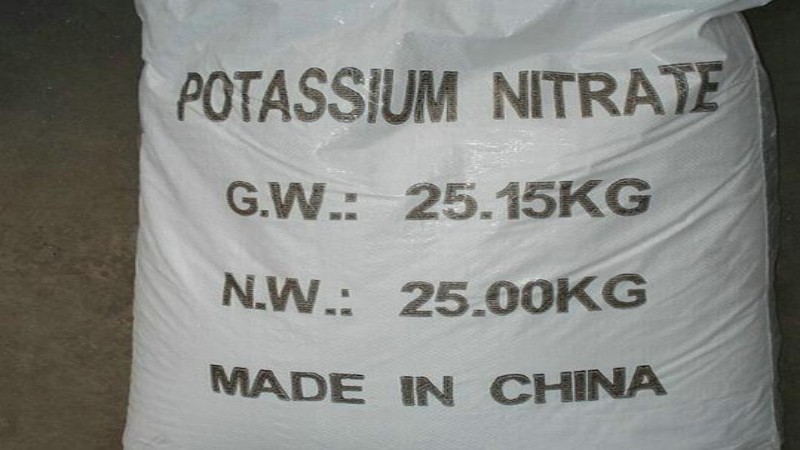 POTASSIUM NITRATE
G.W.: 25.15KG
N.W.: 25.00KG
MADE IN CHINA